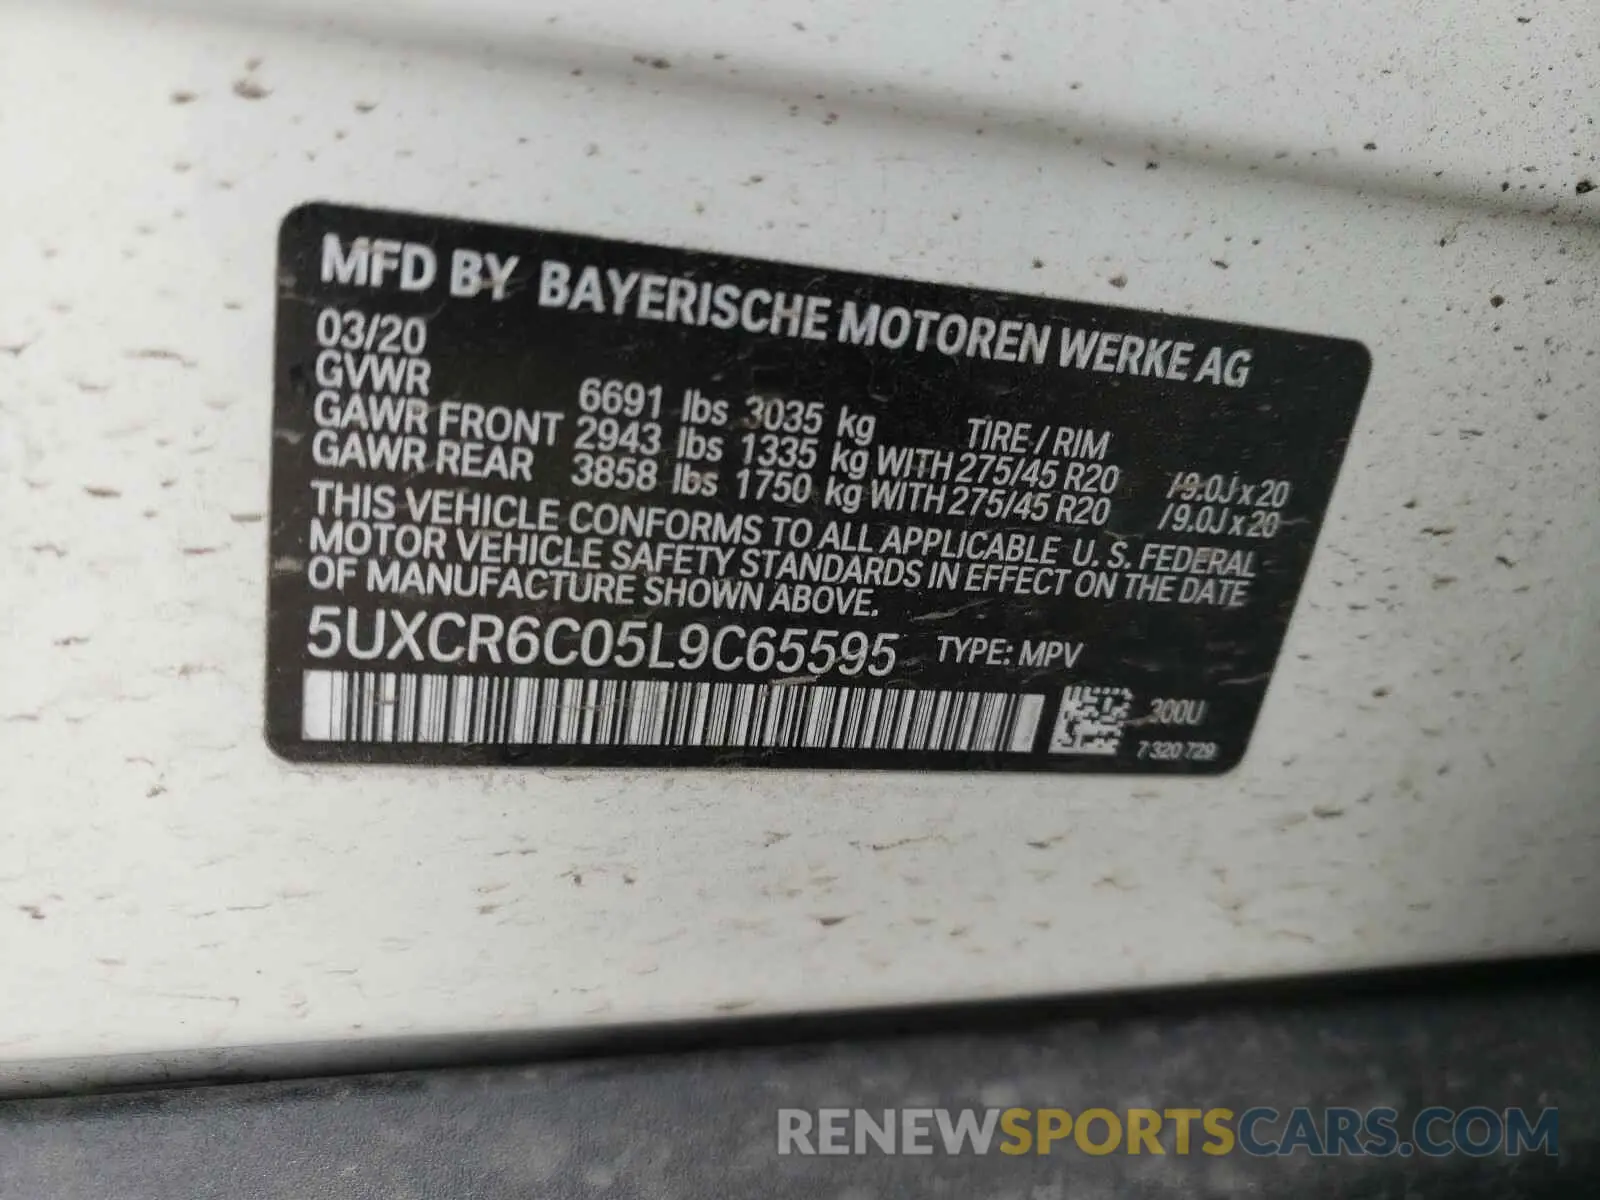 MFD BY BAYERISCHE MOTOREN WERKE AG
03/20
GVWR 6691 lbs 3035 kg TIRE / RIM
GAWR FRONT 2943 lbs 1335 kg WITH 275/45 R20 /9.0J x 20
GAWR REAR 3858 lbs 1750 kg WITH 275/45 R20 /9.0J x 20
THIS VEHICLE CONFORMS TO ALL APPLICABLE U. S. FEDERAL
MOTOR VEHICLE SAFETY STANDARDS IN EFFECT ON THE DATE
OF MANUFACTURE SHOWN ABOVE.
5UXCR6C05L9C65595 TYPE: MPV
300U
7 320 729
RENEWSPORTSCARS.COM